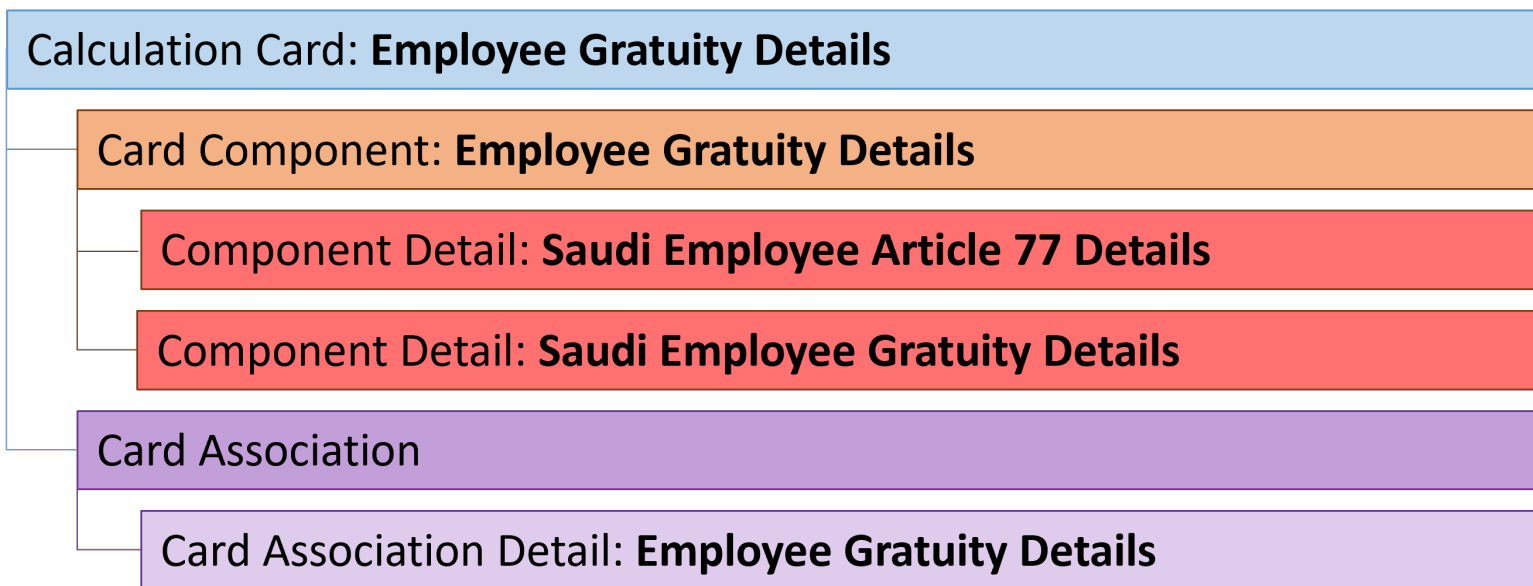 Calculation Card: Employee Gratuity Details
Card Component: Employee Gratuity Details
Component Detail: Saudi Employee Article 77 Details
Component Detail: Saudi Employee Gratuity Details
Card Association
Card Association Detail: Employee Gratuity Details